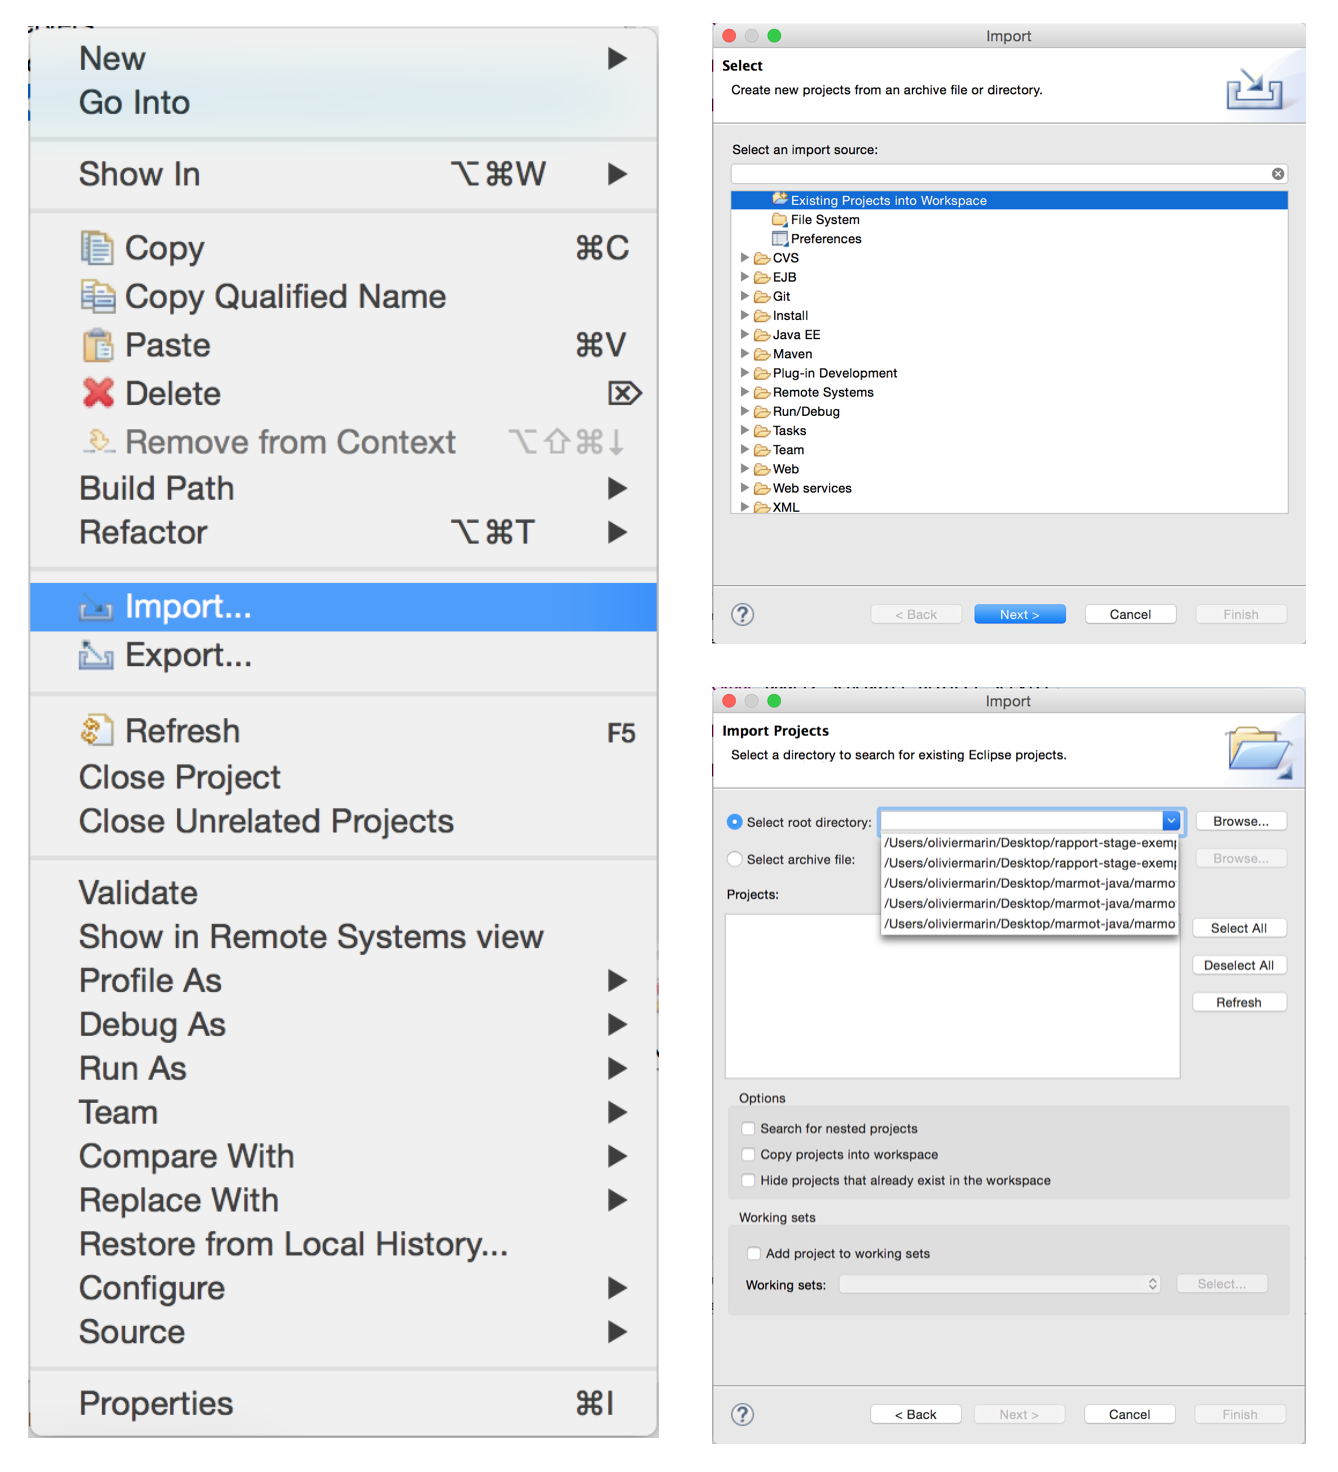 New
Go Into
Show In ⌥⌘W
Copy ⌘C
Copy Qualified Name
Paste ⌘V
Delete ⌦
Remove from Context ⌥⇧⌘↓
Build Path
Refactor ⌥⌘T
Import...
Export...
Refresh F5
Close Project
Close Unrelated Projects
Validate
Show in Remote Systems view
Profile As
Debug As
Run As
Team
Compare With
Replace With
Restore from Local History...
Configure
Source
Properties ⌘I
Import
Select
Create new projects from an archive file or directory.
Select an import source:
Existing Projects into Workspace
File System
Preferences
CVS
EJB
Git
Install
Java EE
Maven
Plug-in Development
Remote Systems
Run/Debug
Tasks
Team
Web
Web services
XML
? < Back Next > Cancel Finish
Import
Import Projects
Select a directory to search for existing Eclipse projects.
Select root directory: Browse...
/Users/oliviermarin/Desktop/rapport-stage-exemp
Select archive file: Browse...
/Users/oliviermarin/Desktop/rapport-stage-exemp
/Users/oliviermarin/Desktop/marmot-java/marmo
Projects:
/Users/oliviermarin/Desktop/marmot-java/marmo
/Users/oliviermarin/Desktop/marmot-java/marmo
Select All
Deselect All
Refresh
Options
Search for nested projects
Copy projects into workspace
Hide projects that already exist in the workspace
Working sets
Add project to working sets
Working sets: Select...
? < Back Next > Cancel Finish